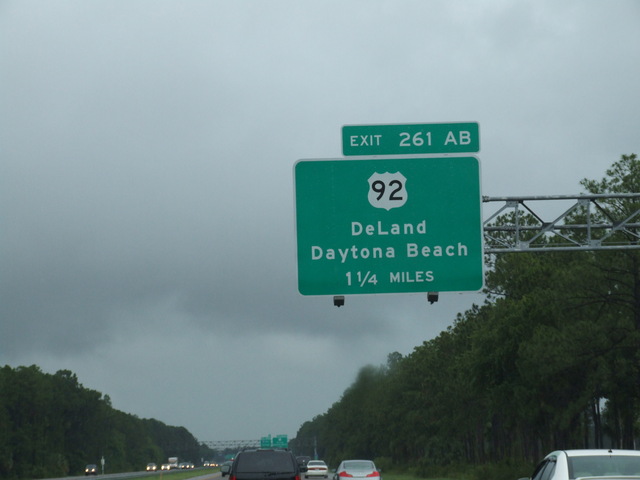 EXIT 261 AB
92
DeLand
Daytona Beach
1 1/4 MILES